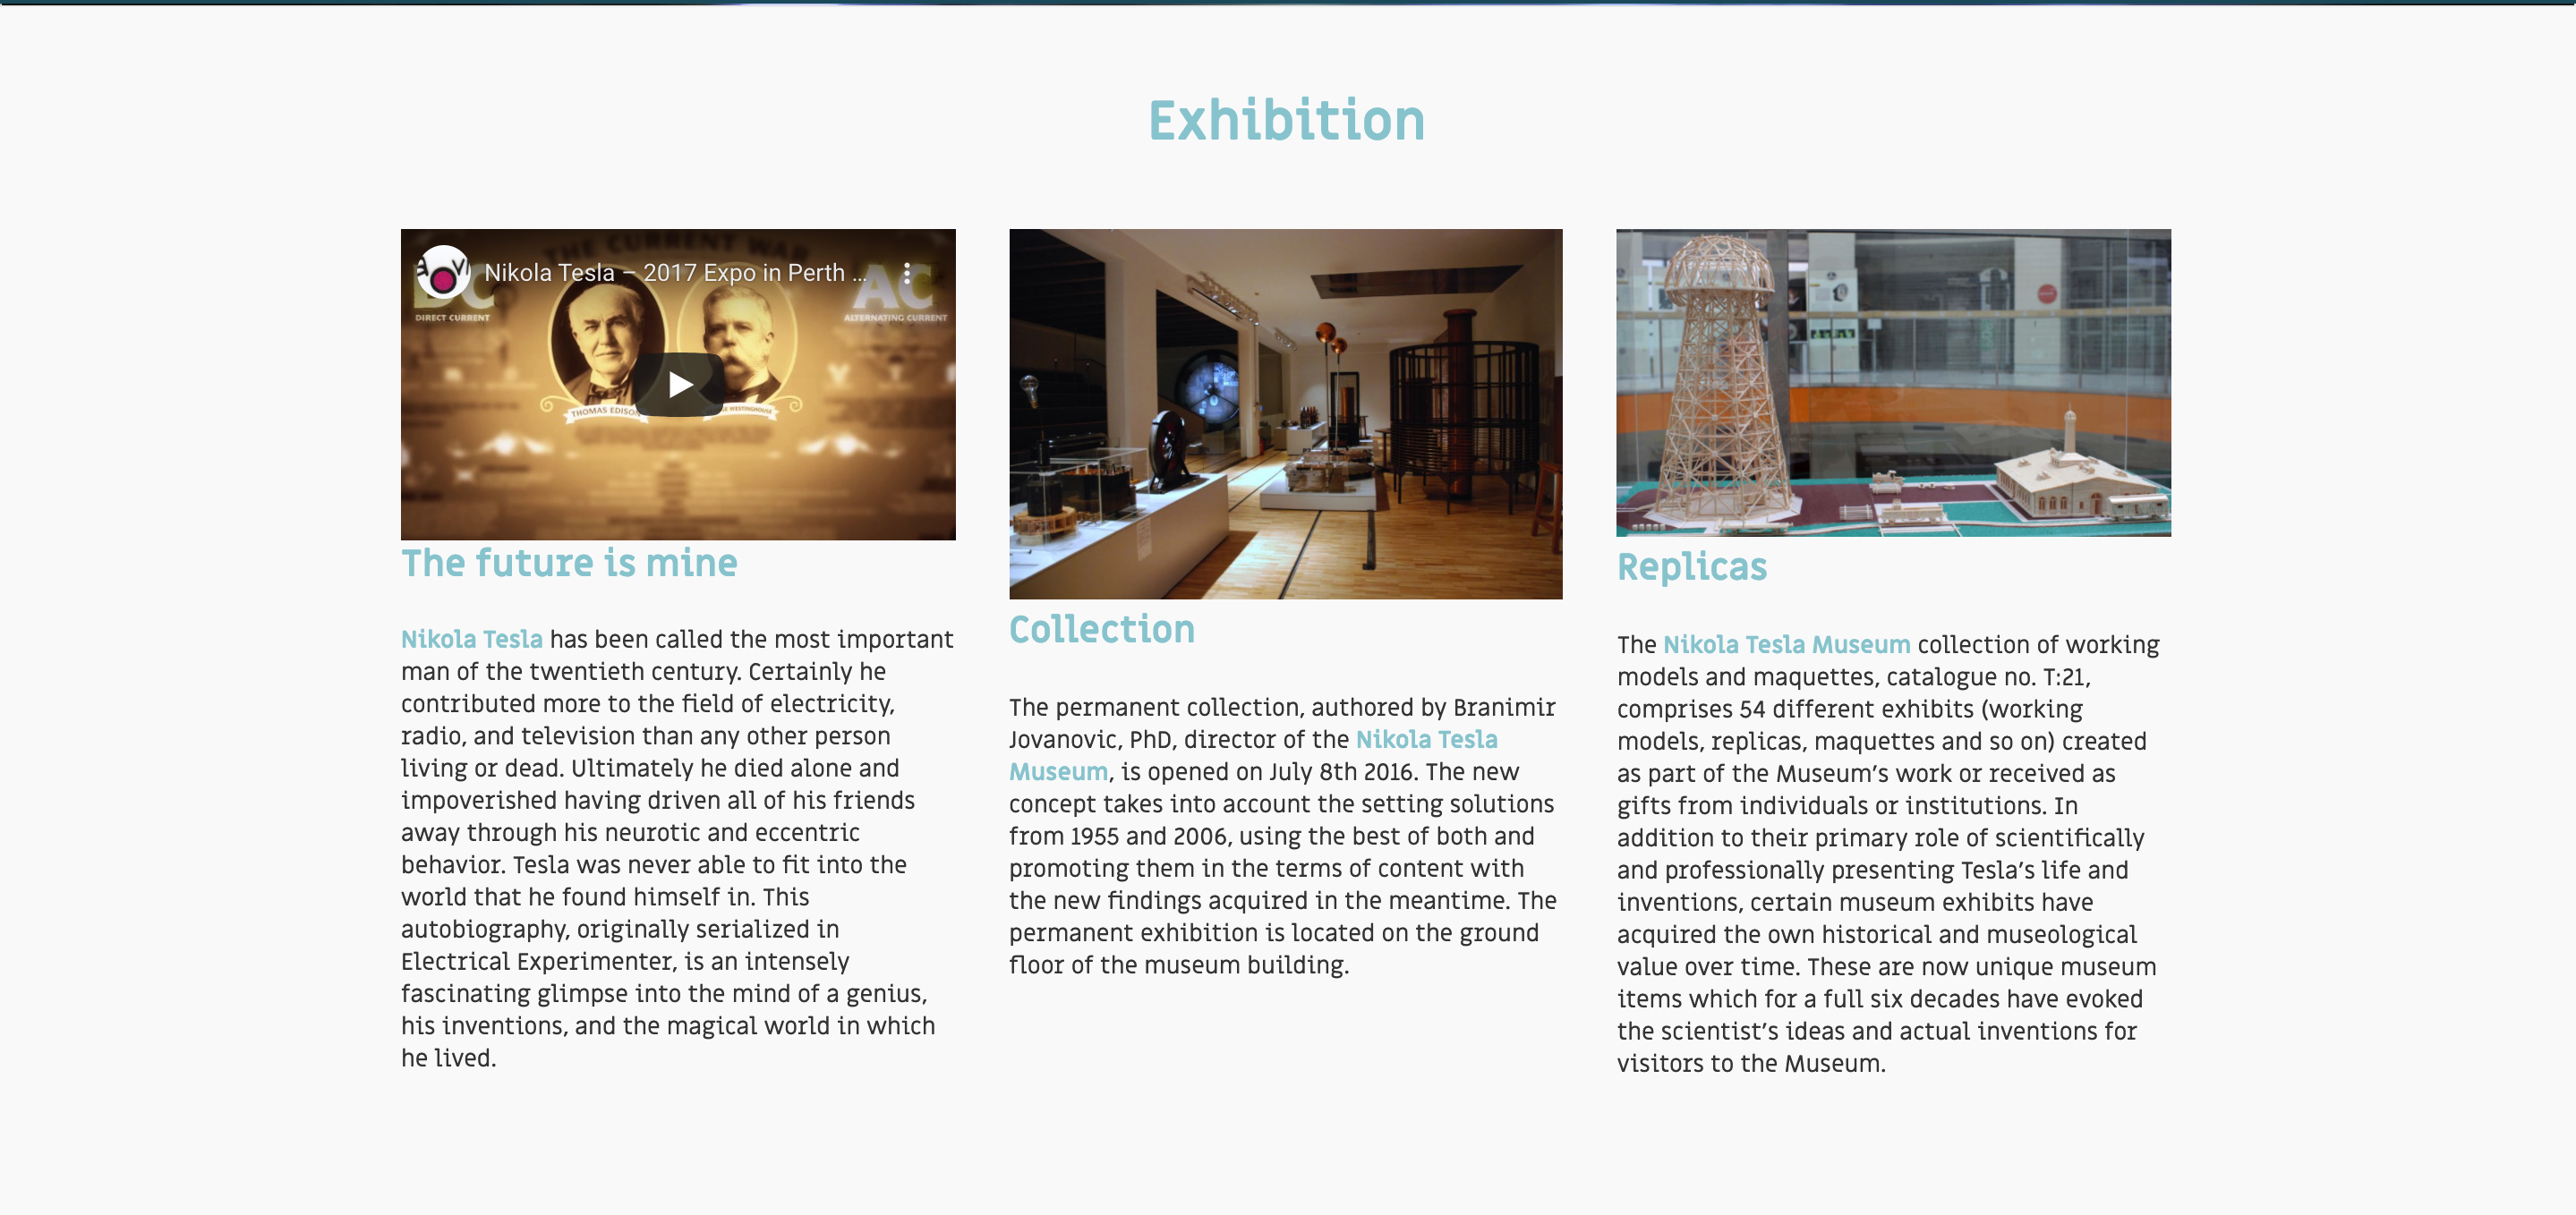 Exhibition
THE CURRENT WAR
Nikola Tesla – 2017 Expo in Perth ...
DC
AC
DIRECT CURRENT
ALTERNATING CURRENT
THOMAS EDISON
WESTINGHOUSE
The future is mine
Nikola Tesla has been called the most important
man of the twentieth century. Certainly he
contributed more to the field of electricity,
radio, and television than any other person
living or dead. Ultimately he died alone and
impoverished having driven all of his friends
away through his neurotic and eccentric
behavior. Tesla was never able to fit into the
world that he found himself in. This
autobiography, originally serialized in
Electrical Experimenter, is an intensely
fascinating glimpse into the mind of a genius,
his inventions, and the magical world in which
he lived.
Collection
The permanent collection, authored by Branimir
Jovanovic, PhD, director of the Nikola Tesla
Museum, is opened on July 8th 2016. The new
concept takes into account the setting solutions
from 1955 and 2006, using the best of both and
promoting them in the terms of content with
the new findings acquired in the meantime. The
permanent exhibition is located on the ground
floor of the museum building.
Replicas
The Nikola Tesla Museum collection of working
models and maquettes, catalogue no. T:21,
comprises 54 different exhibits (working
models, replicas, maquettes and so on) created
as part of the Museum's work or received as
gifts from individuals or institutions. In
addition to their primary role of scientifically
and professionally presenting Tesla's life and
inventions, certain museum exhibits have
acquired the own historical and museological
value over time. These are now unique museum
items which for a full six decades have evoked
the scientist's ideas and actual inventions for
visitors to the Museum.